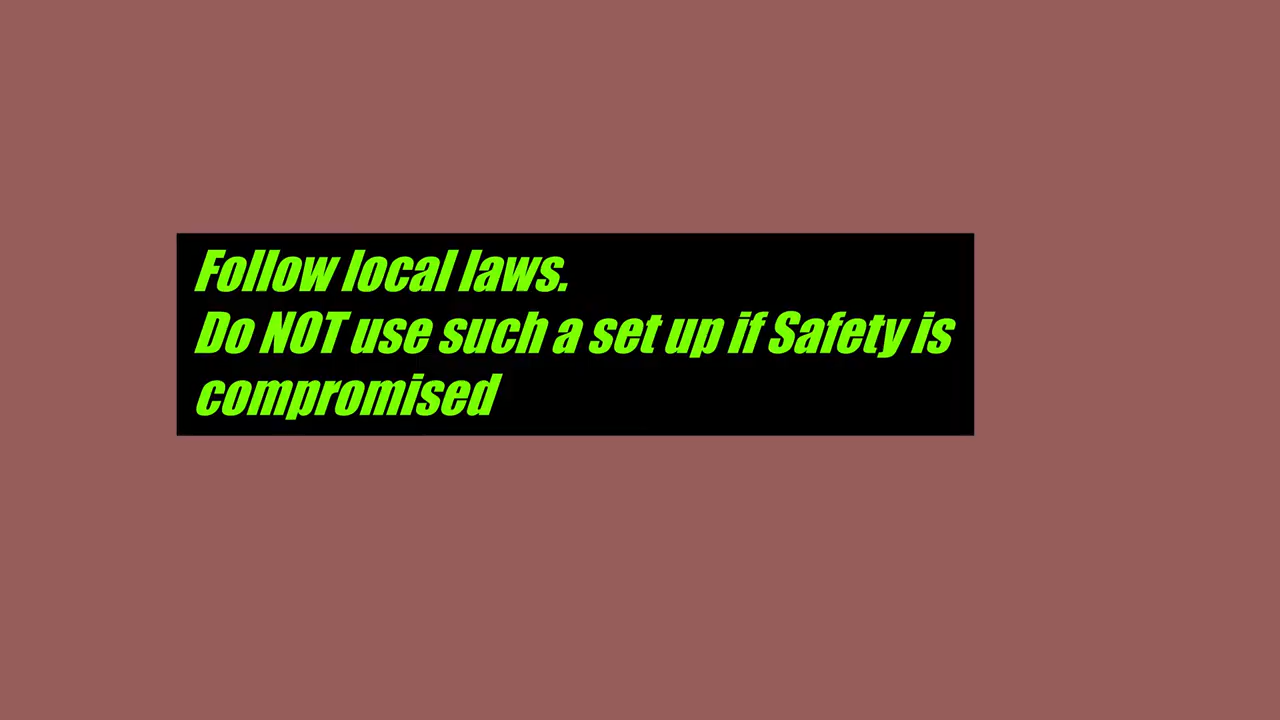 Follow local laws.
Do NOT use such a set up if Safety is
compromised